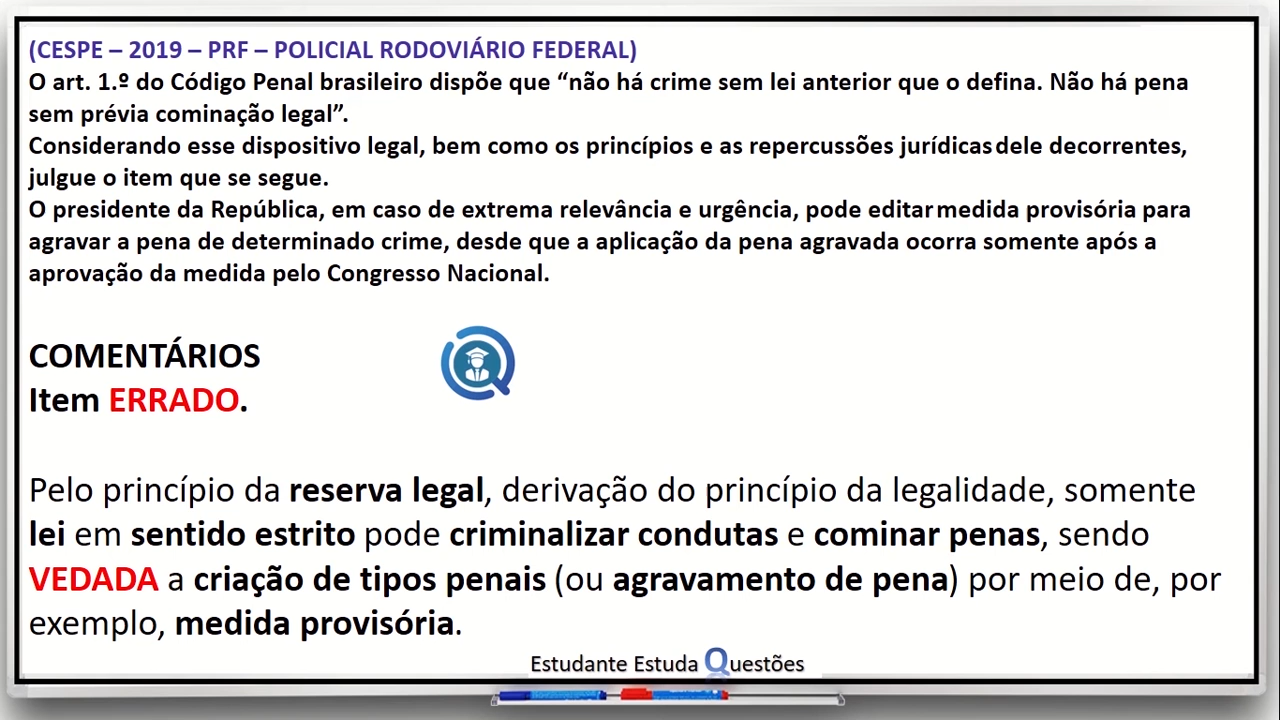 (CESPE – 2019 – PRF – POLICIAL RODOVIÁRIO FEDERAL)
O art. 1.º do Código Penal brasileiro dispõe que “não há crime sem lei anterior que o defina. Não há pena
sem prévia cominação legal”.
Considerando esse dispositivo legal, bem como os princípios e as repercussões jurídicas dele decorrentes,
julgue o item que se segue.
O presidente da República, em caso de extrema relevância e urgência, pode editar medida provisória para
agravar a pena de determinado crime, desde que a aplicação da pena agravada ocorra somente após a
aprovação da medida pelo Congresso Nacional.
COMENTÁRIOS
Item ERRADO.
Pelo princípio da reserva legal, derivação do princípio da legalidade, somente
lei em sentido estrito pode criminalizar condutas e cominar penas, sendo
VEDADA a criação de tipos penais (ou agravamento de pena) por meio de, por
exemplo, medida provisória.
Estudante Estuda Questões